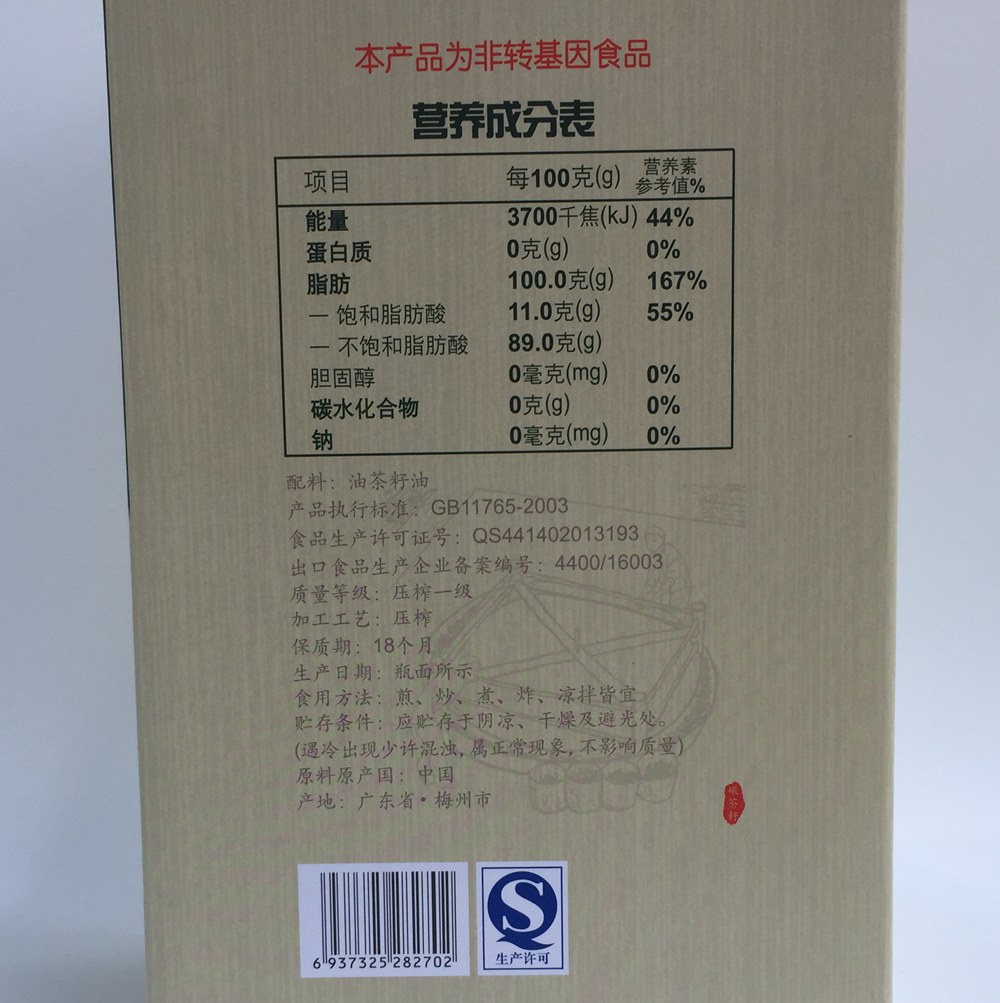 本产品为非转基因食品
营养成分表
项目 每100克(g) 营养素参考值%
能量 3700千焦(kJ) 44%
蛋白质 0克(g) 0%
脂肪 100.0克(g) 167%
— 饱和脂肪酸 11.0克(g) 55%
— 不饱和脂肪酸 89.0克(g)
胆固醇 0毫克(mg) 0%
碳水化合物 0克(g) 0%
钠 0毫克(mg) 0%
配料：油茶籽油
产品执行标准：GB11765-2003
食品生产许可证号：QS441402013193
出口食品生产企业备案编号：4400/16003
质量等级：压榨一级
加工工艺：压榨
保质期：18个月
生产日期：瓶面所示
食用方法：煎、炒、煮、炸、凉拌皆宜
贮存条件：应贮存于阴凉、干燥及避光处。
(遇冷出现少许混浊,属正常现象,不影响质量)
原料原产国：中国
产地：广东省·梅州市
6 937325 282702
QS
生产许可